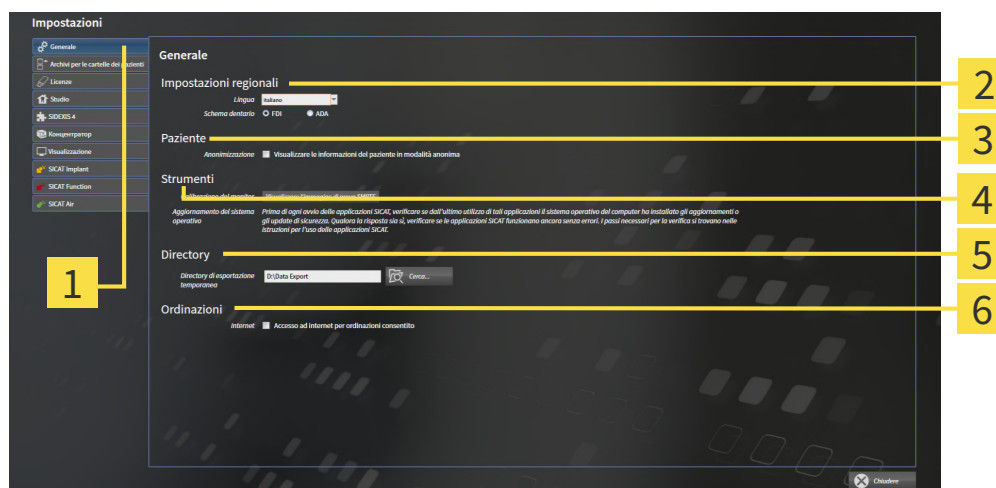 Impostazioni
Generale
Archivi per le cartelle dei pazienti
Licenze
Studio
SIDEXIS 4
Концентратор
Visualizzazione
SICAT Implant
SICAT Function
SICAT Air
Generale
Impostazioni regionali
Lingua Italiano
Schema dentario FDI ADA
Paziente
Anonimizzazione Visualizzare le informazioni del paziente in modalità anonima
Strumenti
del monitor
Aggiornamento del sistema operativo
Prima di ogni avvio delle applicazioni SICAT, verificare se dall'ultimo utilizzo di tali applicazioni il sistema operativo del computer ha installato gli aggiornamenti o
gli update di sicurezza. Qualora la risposta sia sì, verificare se le applicazioni SICAT funzionano ancora senza errori. I passi necessari per la verifica si trovano nelle
istruzioni per l'uso delle applicazioni SICAT.
Directory
Directory di esportazione temporanea
D:\Data Export Cerca...
Ordinazioni
Internet Accesso ad Internet per ordinazioni consentito
Chiudere
1
2
3
4
5
6